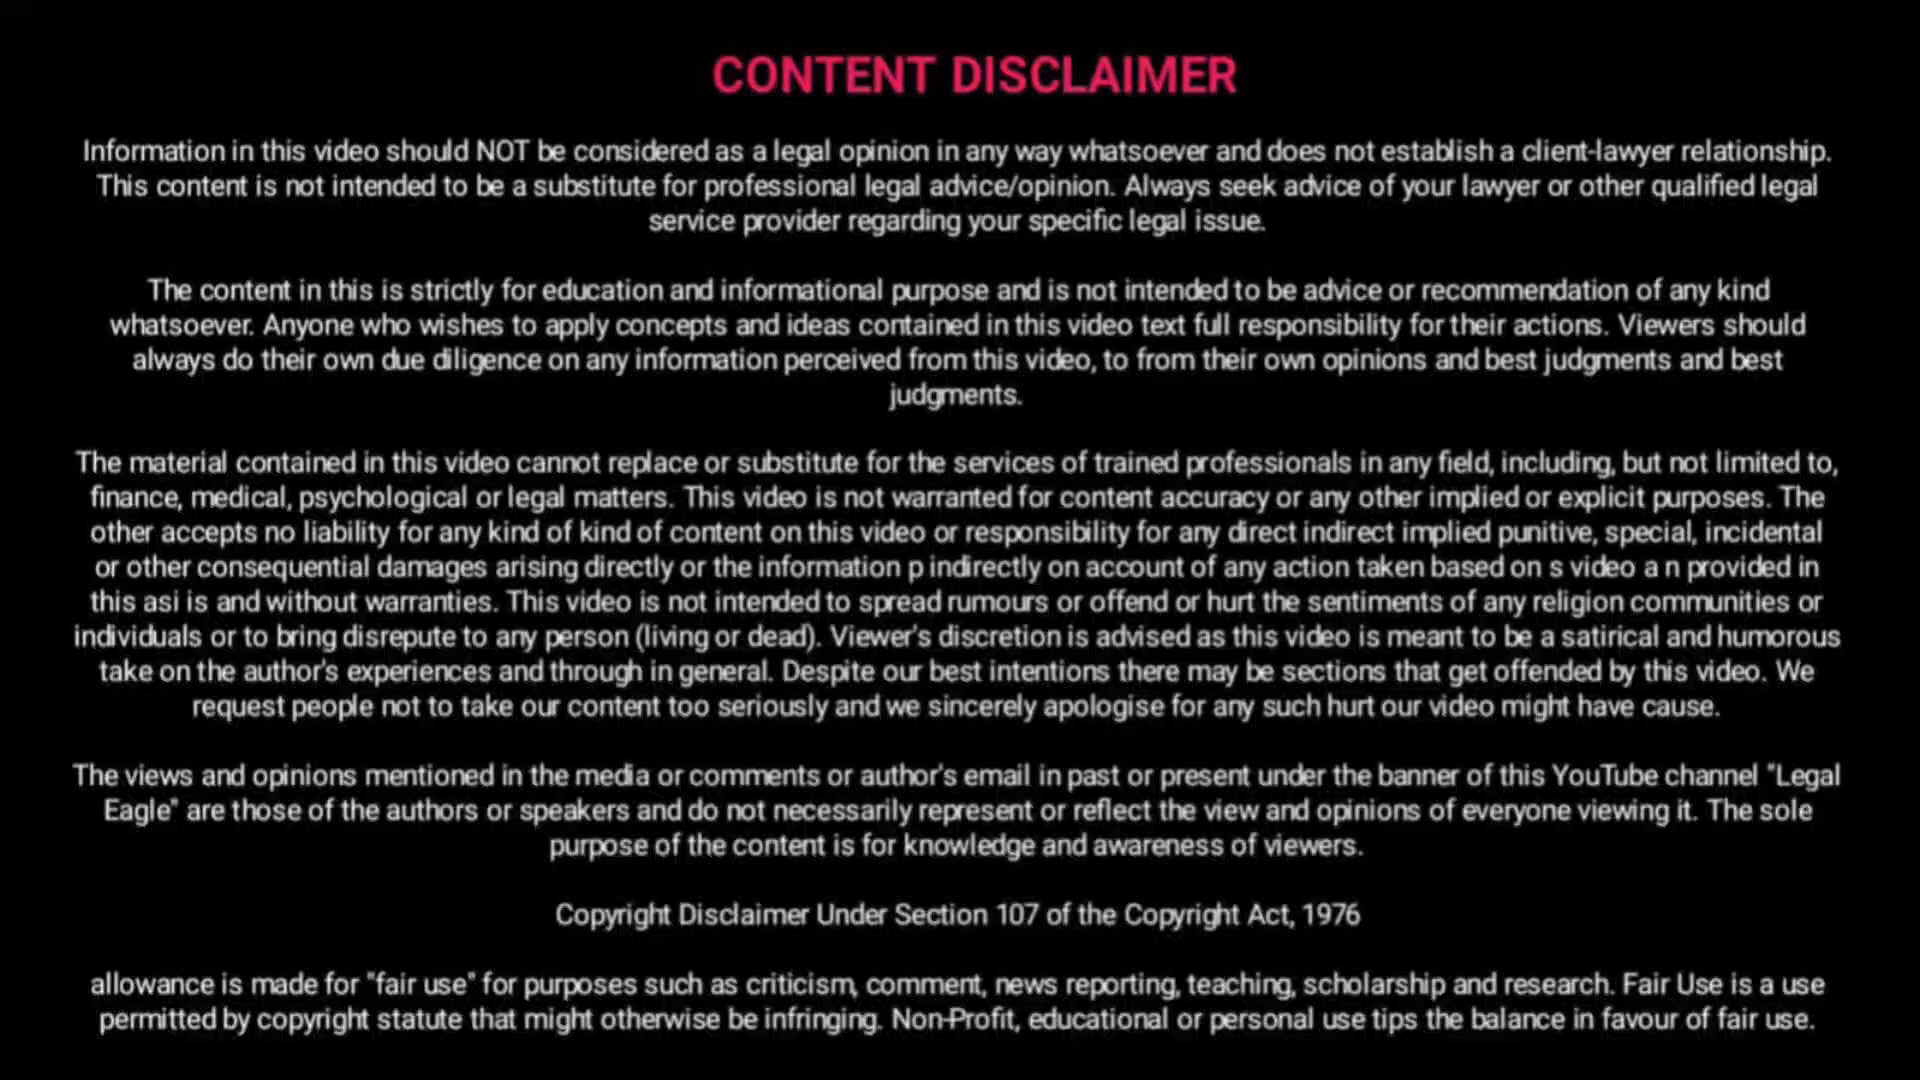 CONTENT DISCLAIMER
Information in this video should NOT be considered as a legal opinion in any way whatsoever and does not establish a client-lawyer relationship.
This content is not intended to be a substitute for professional legal advice/opinion. Always seek advice of your lawyer or other qualified legal
service provider regarding your specific legal issue.
The content in this is strictly for education and informational purpose and is not intended to be advice or recommendation of any kind
whatsoever. Anyone who wishes to apply concepts and ideas contained in this video text full responsibility for their actions. Viewers should
always do their own due diligence on any information perceived from this video, to from their own opinions and best judgments and best
judgments.
The material contained in this video cannot replace or substitute for the services of trained professionals in any field, including, but not limited to,
finance, medical, psychological or legal matters. This video is not warranted for content accuracy or any other implied or explicit purposes. The
other accepts no liability for any kind of kind of content on this video or responsibility for any direct indirect implied punitive, special, incidental
or other consequential damages arising directly or the information p indirectly on account of any action taken based on s video a n provided in
this asi is and without warranties. This video is not intended to spread rumours or offend or hurt the sentiments of any religion communities or
individuals or to bring disrepute to any person (living or dead). Viewer's discretion is advised as this video is meant to be a satirical and humorous
take on the author's experiences and through in general. Despite our best intentions there may be sections that get offended by this video. We
request people not to take our content too seriously and we sincerely apologise for any such hurt our video might have cause.
The views and opinions mentioned in the media or comments or author's email in past or present under the banner of this YouTube channel "Legal
Eagle" are those of the authors or speakers and do not necessarily represent or reflect the view and opinions of everyone viewing it. The sole
purpose of the content is for knowledge and awareness of viewers.
Copyright Disclaimer Under Section 107 of the Copyright Act, 1976
allowance is made for "fair use" for purposes such as criticism, comment, news reporting, teaching, scholarship and research. Fair Use is a use
permitted by copyright statute that might otherwise be infringing. Non-Profit, educational or personal use tips the balance in favour of fair use.